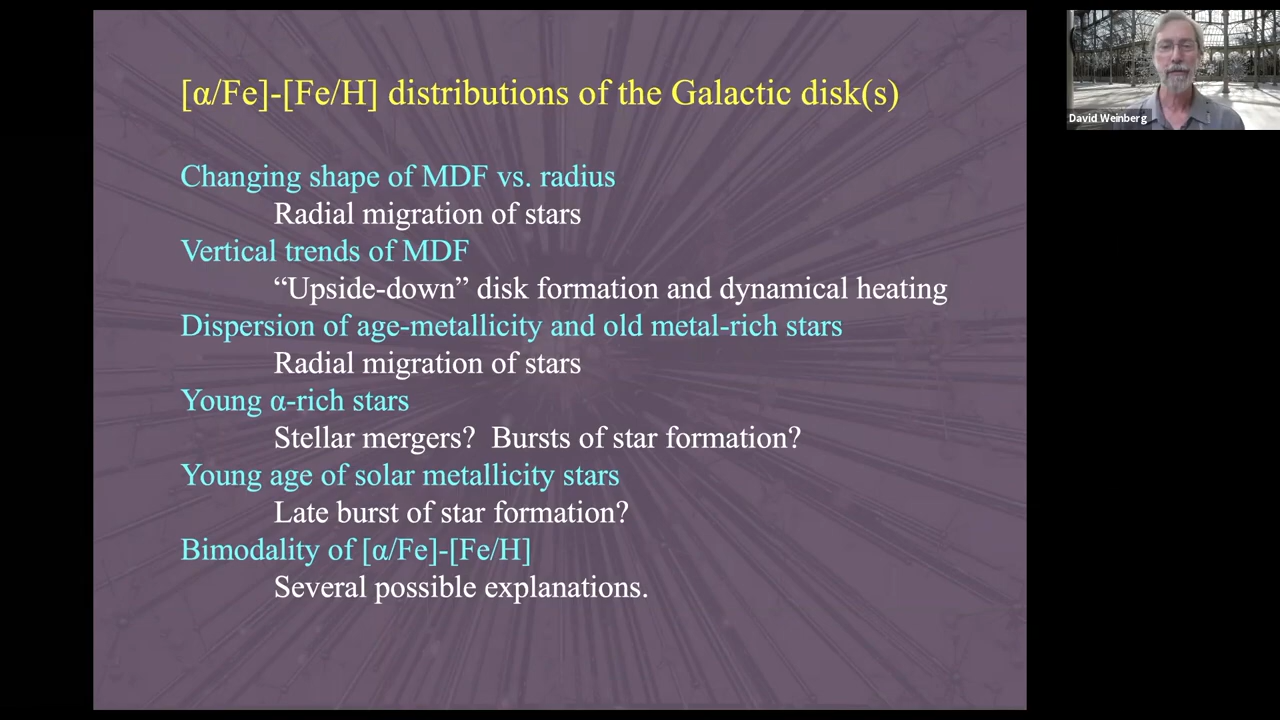 [α/Fe]-[Fe/H] distributions of the Galactic disk(s)
Changing shape of MDF vs. radius
Radial migration of stars
Vertical trends of MDF
“Upside-down” disk formation and dynamical heating
Dispersion of age-metallicity and old metal-rich stars
Radial migration of stars
Young α-rich stars
Stellar mergers?  Bursts of star formation?
Young age of solar metallicity stars
Late burst of star formation?
Bimodality of [α/Fe]-[Fe/H]
Several possible explanations.
David Weinberg